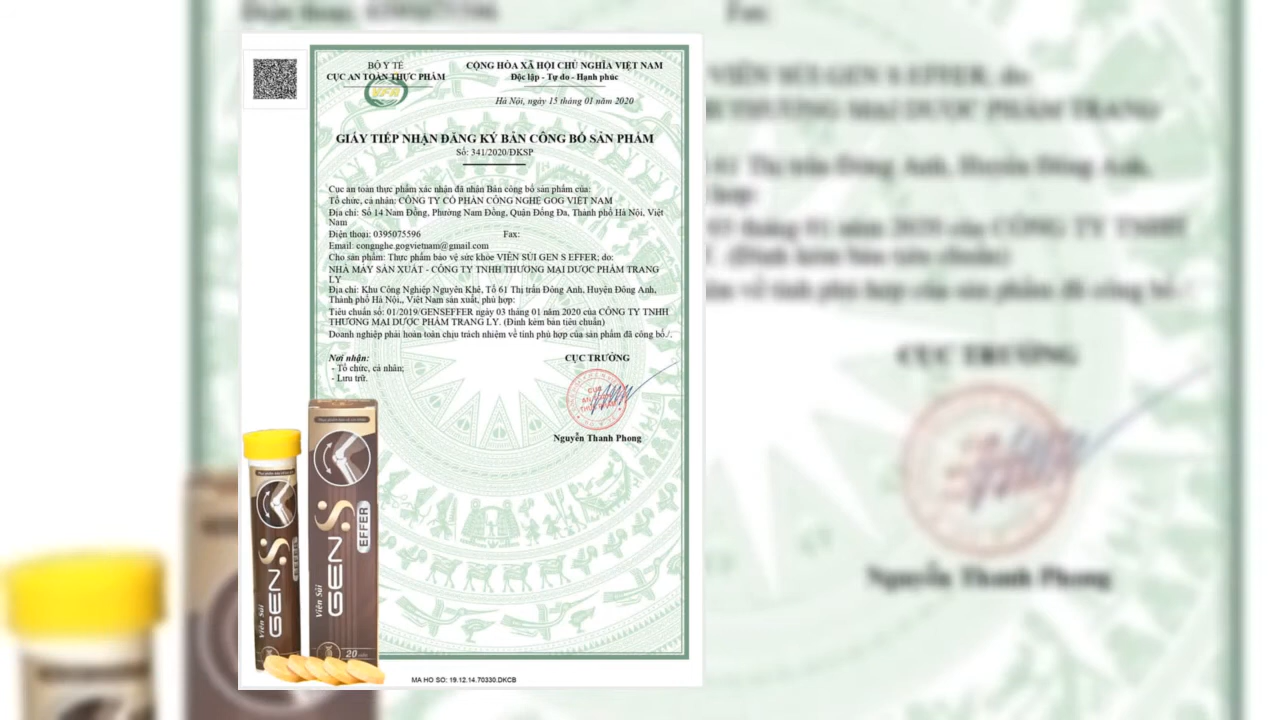 BỘ Y TẾ
CỤC AN TOÀN THỰC PHẨM
VFA
CỘNG HÒA XÃ HỘI CHỦ NGHĨA VIỆT NAM
Độc lập - Tự do - Hạnh phúc
Hà Nội, ngày 15 tháng 01 năm 2020
GIẤY TIẾP NHẬN ĐĂNG KÝ BẢN CÔNG BỐ SẢN PHẨM
Số: 341/2020/ĐKSP
Cục an toàn thực phẩm xác nhận đã nhận Bản công bố sản phẩm của:
Tổ chức, cá nhân: CÔNG TY CỔ PHẦN CÔNG NGHỆ GOG VIỆT NAM
Địa chỉ: Số 14 Nam Đồng, Phường Nam Đồng, Quận Đống Đa, Thành phố Hà Nội, Việt
Nam
Điện thoại: 0395075596 Fax:
Email: congnghe.gogvietnam@gmail.com
Cho sản phẩm: Thực phẩm bảo vệ sức khỏe VIÊN SỦI GEN S EFFER; do:
NHÀ MÁY SẢN XUẤT - CÔNG TY TNHH THƯƠNG MẠI DƯỢC PHẨM TRANG
LY
Địa chỉ: Khu Công Nghiệp Nguyên Khê, Tổ 61 Thị trấn Đông Anh, Huyện Đông Anh,
Thành phố Hà Nội,, Việt Nam sản xuất, phù hợp:
Tiêu chuẩn số: 01/2019/GENSEFFER ngày 03 tháng 01 năm 2020 của CÔNG TY TNHH
THƯƠNG MẠI DƯỢC PHẨM TRANG LY. (Đính kèm bản tiêu chuẩn)
Doanh nghiệp phải hoàn toàn chịu trách nhiệm về tính phù hợp của sản phẩm đã công bố./.
Nơi nhận:
- Tổ chức, cá nhân;
- Lưu trữ.
CỤC TRƯỞNG
CỤC
AN TOÀN
THỰC PHẨM
Nguyễn Thanh Phong
Viên Sủi
GEN S
EFFER
Viên Sủi
GEN S
EFFER
20 viên
MA HO SO: 19.12.14.70330.DKCB